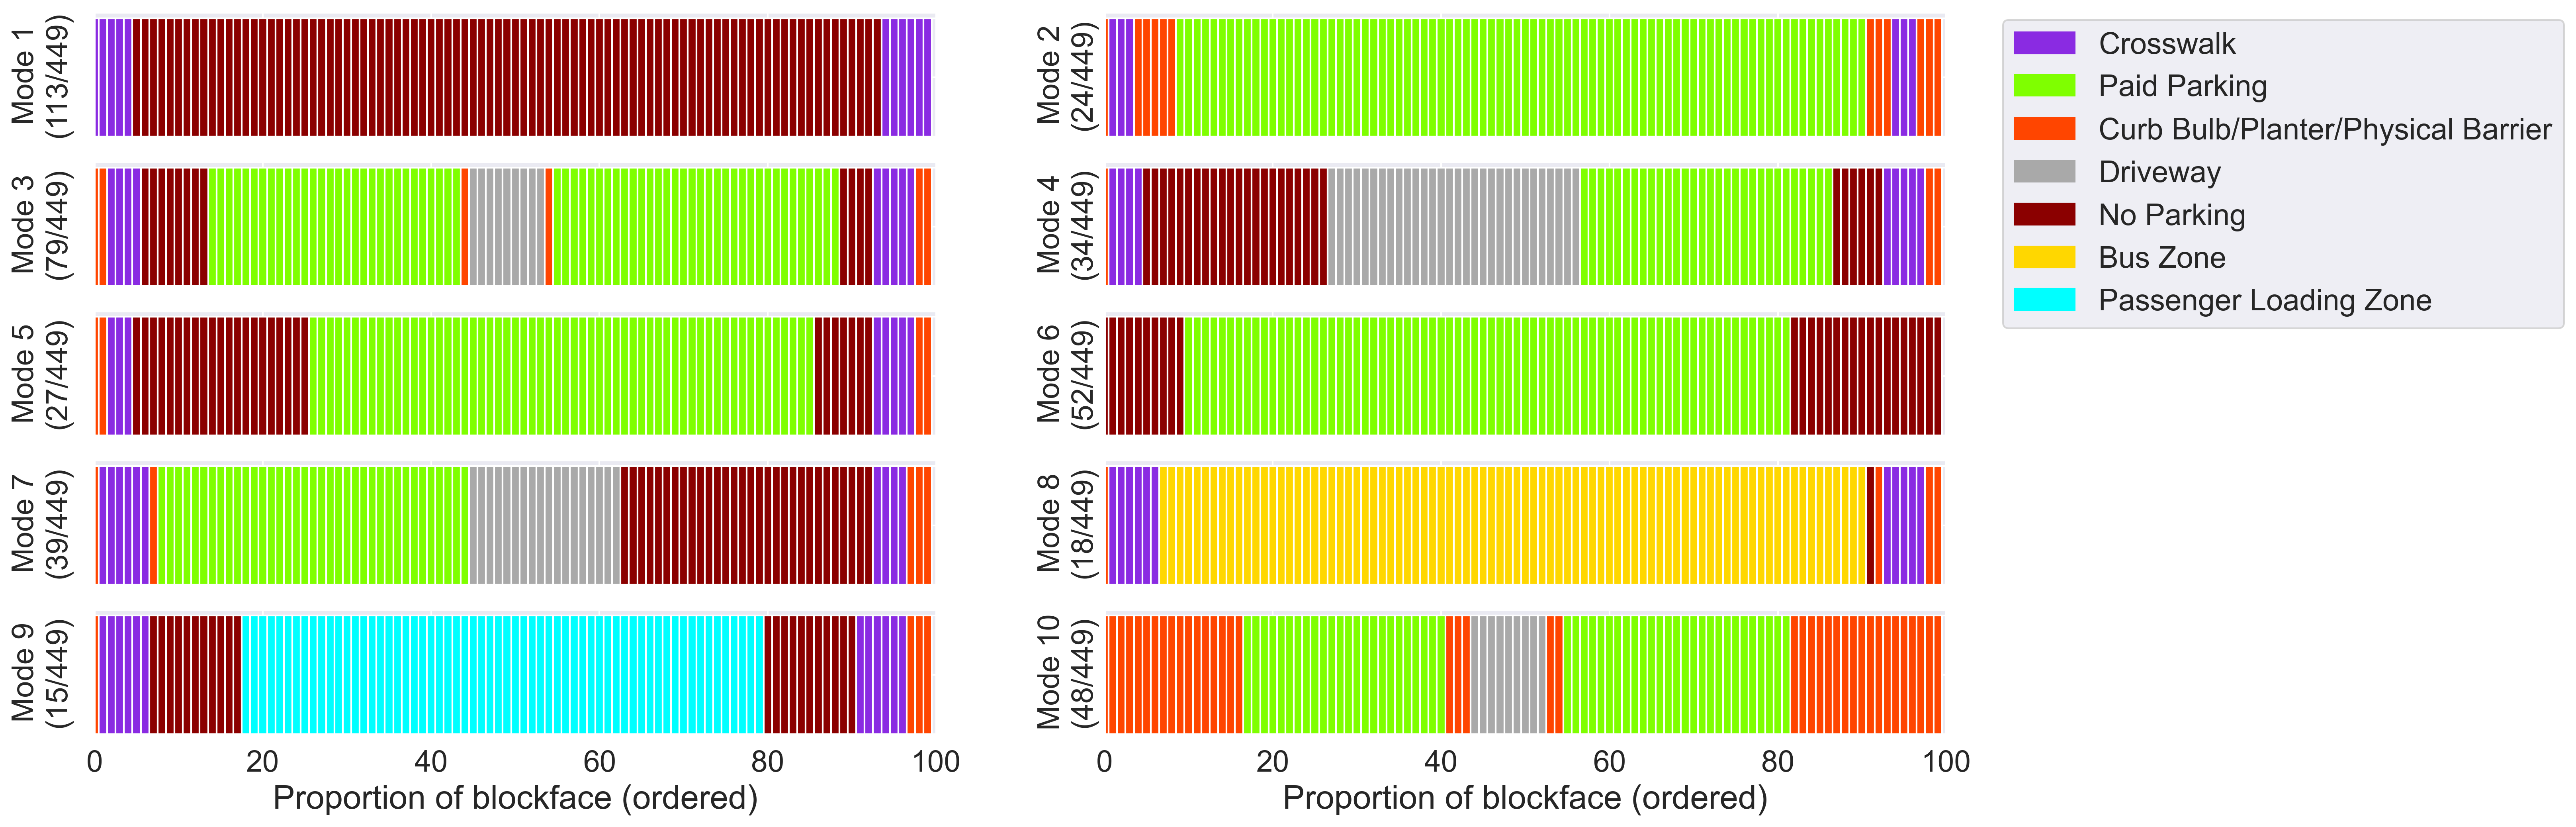 Mode 1
(113/449)
Mode 2
(24/449)
Mode 3
(79/449)
Mode 4
(34/449)
Mode 5
(27/449)
Mode 6
(52/449)
Mode 7
(39/449)
Mode 8
(18/449)
Mode 9
(15/449)
Mode 10
(48/449)
0 20 40 60 80 100
Proportion of blockface (ordered)
0 20 40 60 80 100
Proportion of blockface (ordered)
Crosswalk
Paid Parking
Curb Bulb/Planter/Physical Barrier
Driveway
No Parking
Bus Zone
Passenger Loading Zone